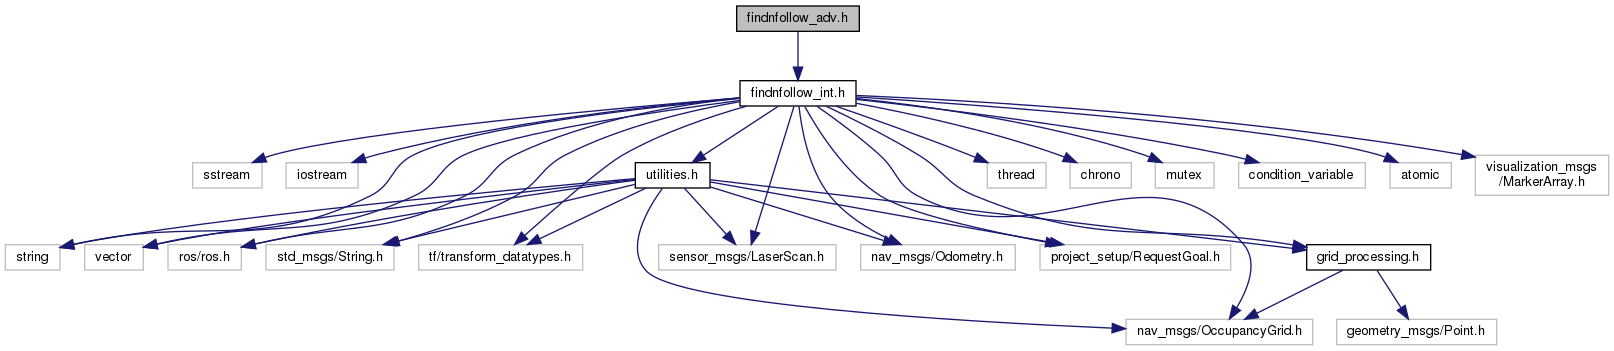 findnfollow_adv.h
findnfollow_int.h
sstream
iostream
utilities.h
thread
chrono
mutex
condition_variable
atomic
visualization_msgs
/MarkerArray.h
string
vector
ros/ros.h
std_msgs/String.h
tf/transform_datatypes.h
sensor_msgs/LaserScan.h
nav_msgs/Odometry.h
project_setup/RequestGoal.h
grid_processing.h
nav_msgs/OccupancyGrid.h
geometry_msgs/Point.h